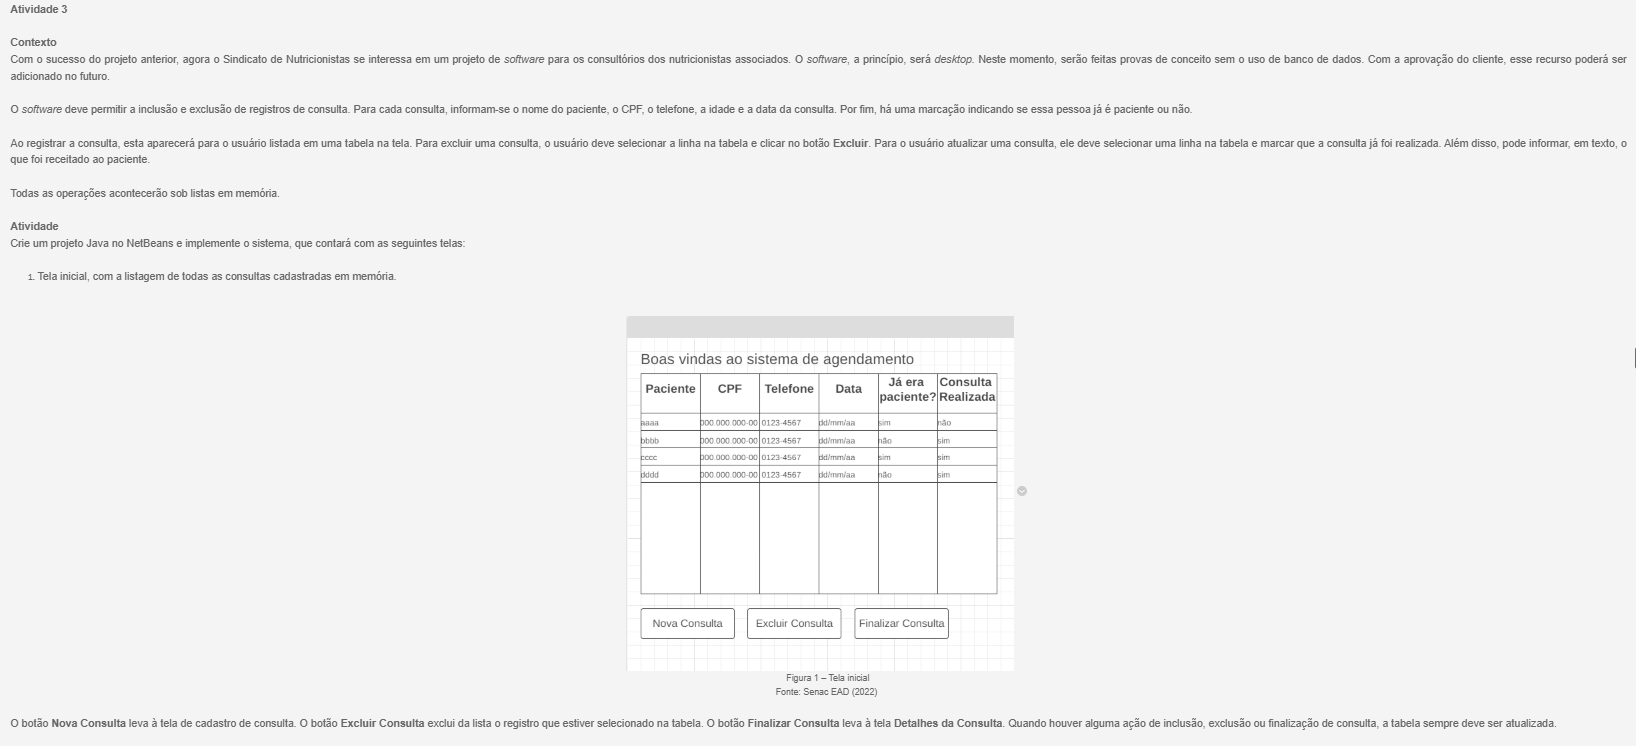 Atividade 3
Contexto
Com o sucesso do projeto anterior, agora o Sindicato de Nutricionistas se interessa em um projeto de software para os consultórios dos nutricionistas associados. O software, a princípio, será desktop. Neste momento, serão feitas provas de conceito sem o uso de banco de dados. Com a aprovação do cliente, esse recurso poderá ser
adicionado no futuro.
O software deve permitir a inclusão e exclusão de registros de consulta. Para cada consulta, informam-se o nome do paciente, o CPF, o telefone, a idade e a data da consulta. Por fim, há uma marcação indicando se essa pessoa já é paciente ou não.
Ao registrar a consulta, esta aparecerá para o usuário listada em uma tabela na tela. Para excluir uma consulta, o usuário deve selecionar a linha na tabela e clicar no botão Excluir. Para o usuário atualizar uma consulta, ele deve selecionar uma linha na tabela e marcar que a consulta já foi realizada. Além disso, pode informar, em texto, o
que foi receitado ao paciente.
Todas as operações acontecerão sob listas em memória.
Atividade
Crie um projeto Java no NetBeans e implemente o sistema, que contará com as seguintes telas:
1. Tela inicial, com a listagem de todas as consultas cadastradas em memória.
Boas vindas ao sistema de agendamento
Paciente CPF Telefone Data Já era paciente? Consulta Realizada
aaaa 000.000.000-00 0123-4567 dd/mm/aa sim não
bbbb 000.000.000-00 0123-4567 dd/mm/aa não sim
cccc 000.000.000-00 0123-4567 dd/mm/aa sim sim
dddd 000.000.000-00 0123-4567 dd/mm/aa não sim
Nova Consulta Excluir Consulta Finalizar Consulta
Figura 1 – Tela inicial
Fonte: Senac EAD (2022)
O botão Nova Consulta leva à tela de cadastro de consulta. O botão Excluir Consulta exclui da lista o registro que estiver selecionado na tabela. O botão Finalizar Consulta leva à tela Detalhes da Consulta. Quando houver alguma ação de inclusão, exclusão ou finalização de consulta, a tabela sempre deve ser atualizada.